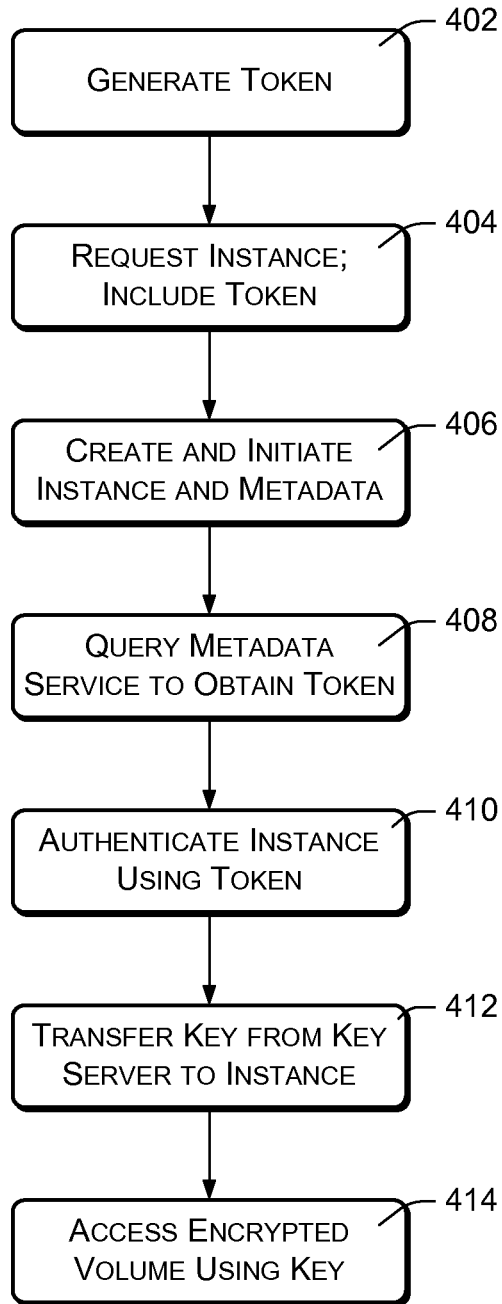 402
GENERATE TOKEN
404
REQUEST INSTANCE;
INCLUDE TOKEN
406
CREATE AND INITIATE
INSTANCE AND METADATA
408
QUERY METADATA
SERVICE TO OBTAIN TOKEN
410
AUTHENTICATE INSTANCE
USING TOKEN
412
TRANSFER KEY FROM KEY
SERVER TO INSTANCE
414
ACCESS ENCRYPTED
VOLUME USING KEY